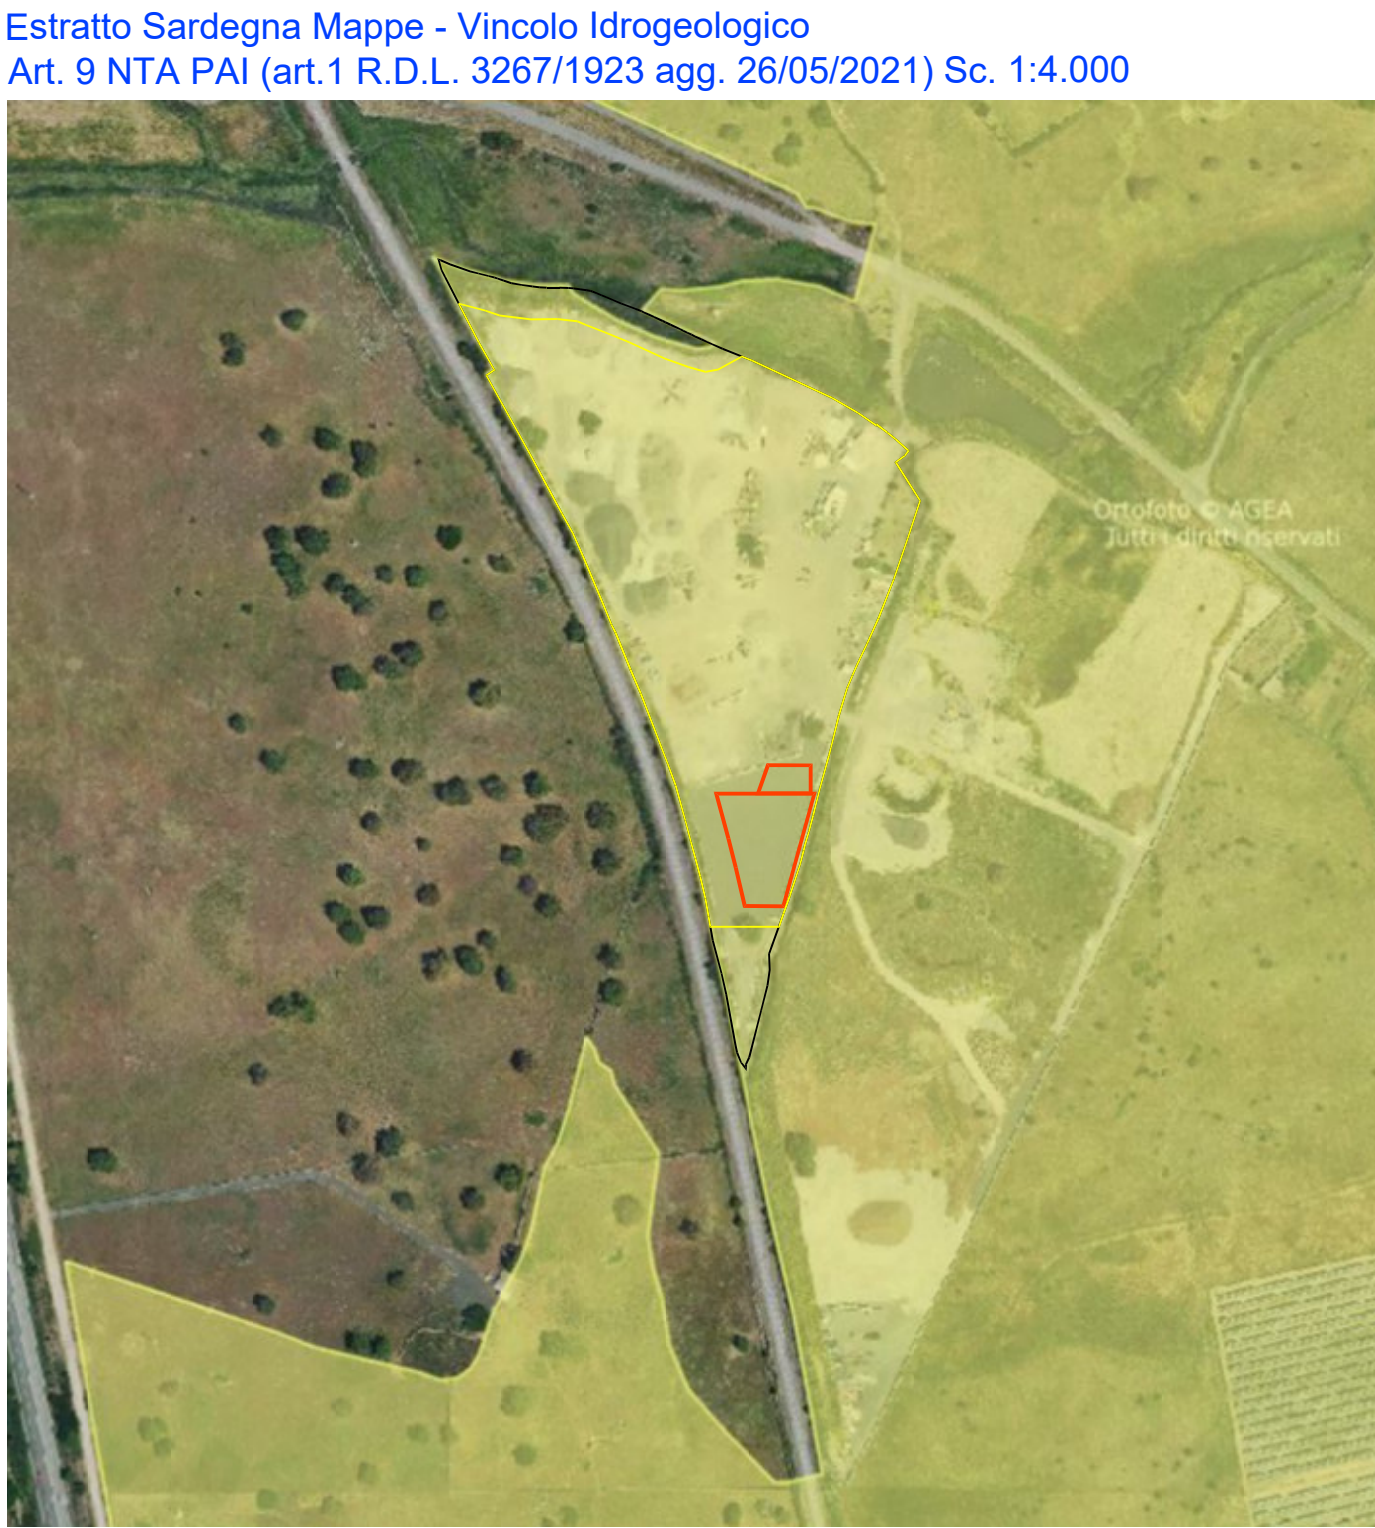 Estratto Sardegna Mappe - Vincolo Idrogeologico
Art. 9 NTA PAI (art.1 R.D.L. 3267/1923 agg. 26/05/2021) Sc. 1:4.000
Ortofoto © AGEA
Tutti i diritti riservati